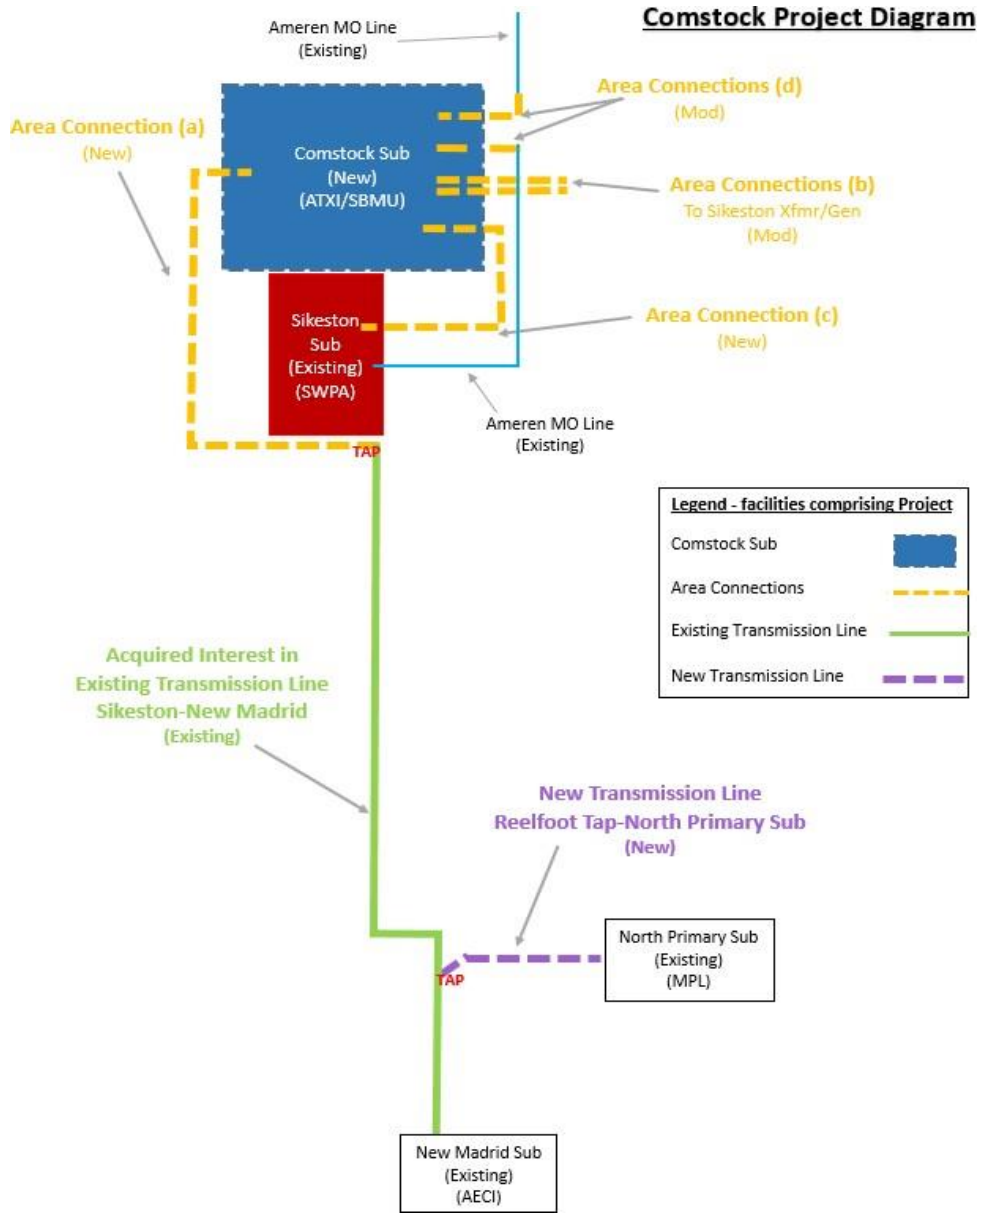 Comstock Project Diagram
Ameren MO Line
(Existing)
Area Connections (d)
(Mod)
Area Connection (a)
(New)
Comstock Sub
(New)
(ATXI/SBMU)
Area Connections (b)
To Sikeston Xfmr/Gen
(Mod)
Area Connection (c)
(New)
Sikeston
Sub
(Existing)
(SWPA)
Ameren MO Line
(Existing)
TAP
Legend - facilities comprising Project
Comstock Sub
Area Connections
Existing Transmission Line
New Transmission Line
Acquired Interest in
Existing Transmission Line
Sikeston-New Madrid
(Existing)
New Transmission Line
Reelfoot Tap-North Primary Sub
(New)
North Primary Sub
(Existing)
(MPL)
TAP
New Madrid Sub
(Existing)
(AECI)